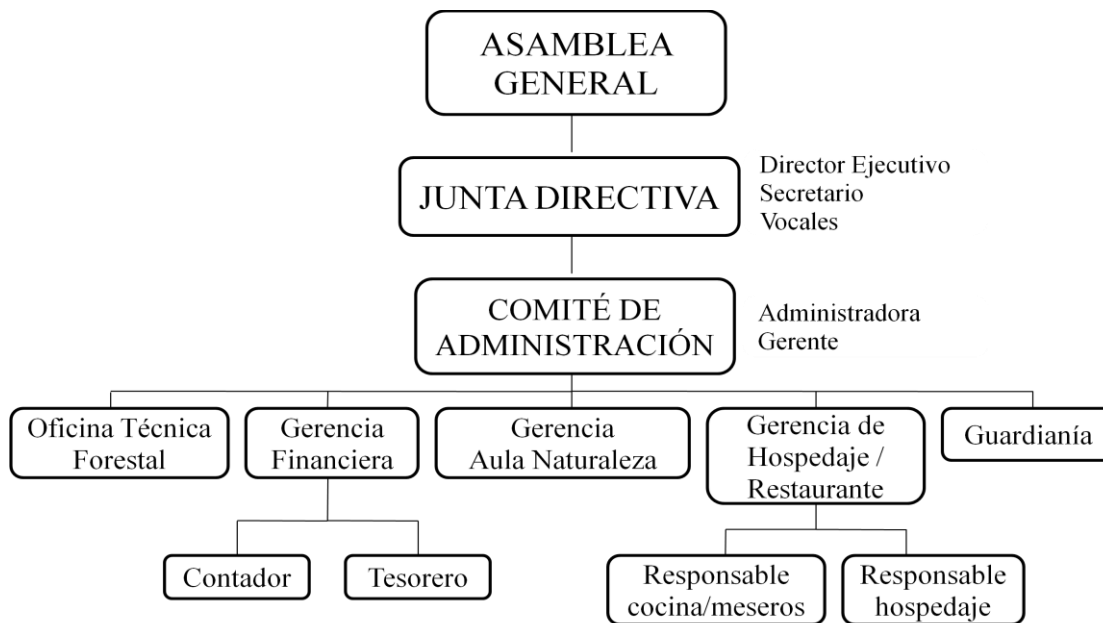 ASAMBLEA
GENERAL
JUNTA DIRECTIVA
Director Ejecutivo
Secretario
Vocales
COMITÉ DE
ADMINISTRACIÓN
Administradora
Gerente
Oficina Técnica
Forestal
Gerencia
Financiera
Gerencia
Aula Naturaleza
Gerencia de
Hospedaje /
Restaurante
Guardianía
Contador
Tesorero
Responsable
cocina/meseros
Responsable
hospedaje